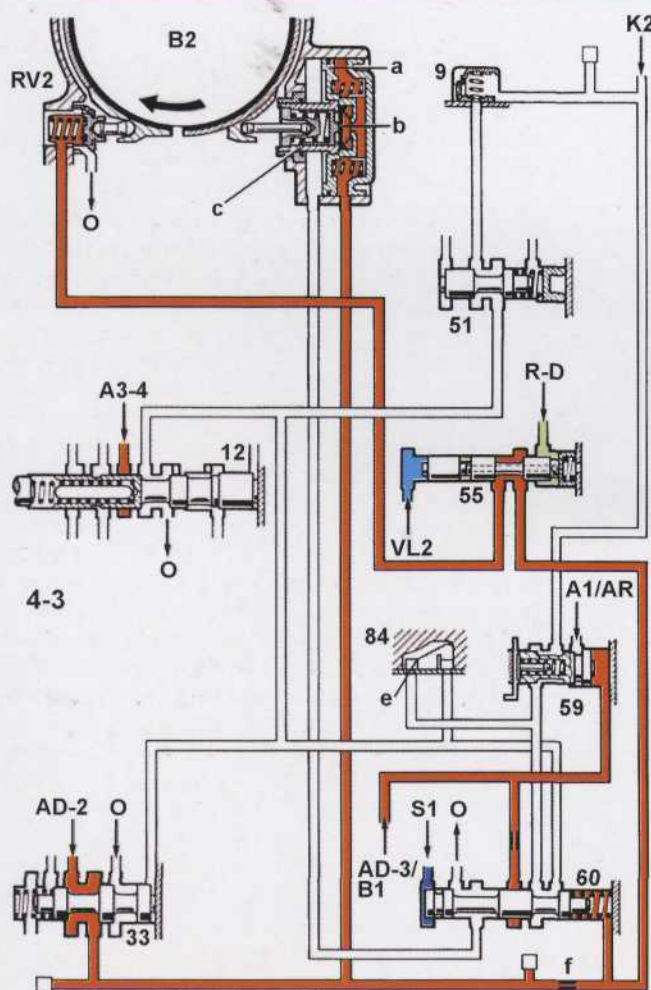 B2
K2
RV2
a
9
b
c
O
51
R-D
A3-4
12
55
VL2
O
4-3
A1/AR
84
e
59
AD-2
O
AD-3/
B1
S1
O
60
33
f